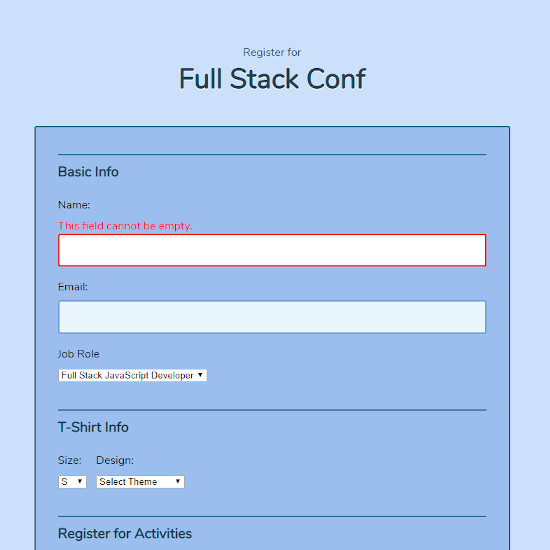 Register for
Full Stack Conf
Basic Info
Name:
This field cannot be empty.
Email:
Job Role
Full Stack JavaScript Developer
T-Shirt Info
Size: Design:
S Select Theme
Register for Activities